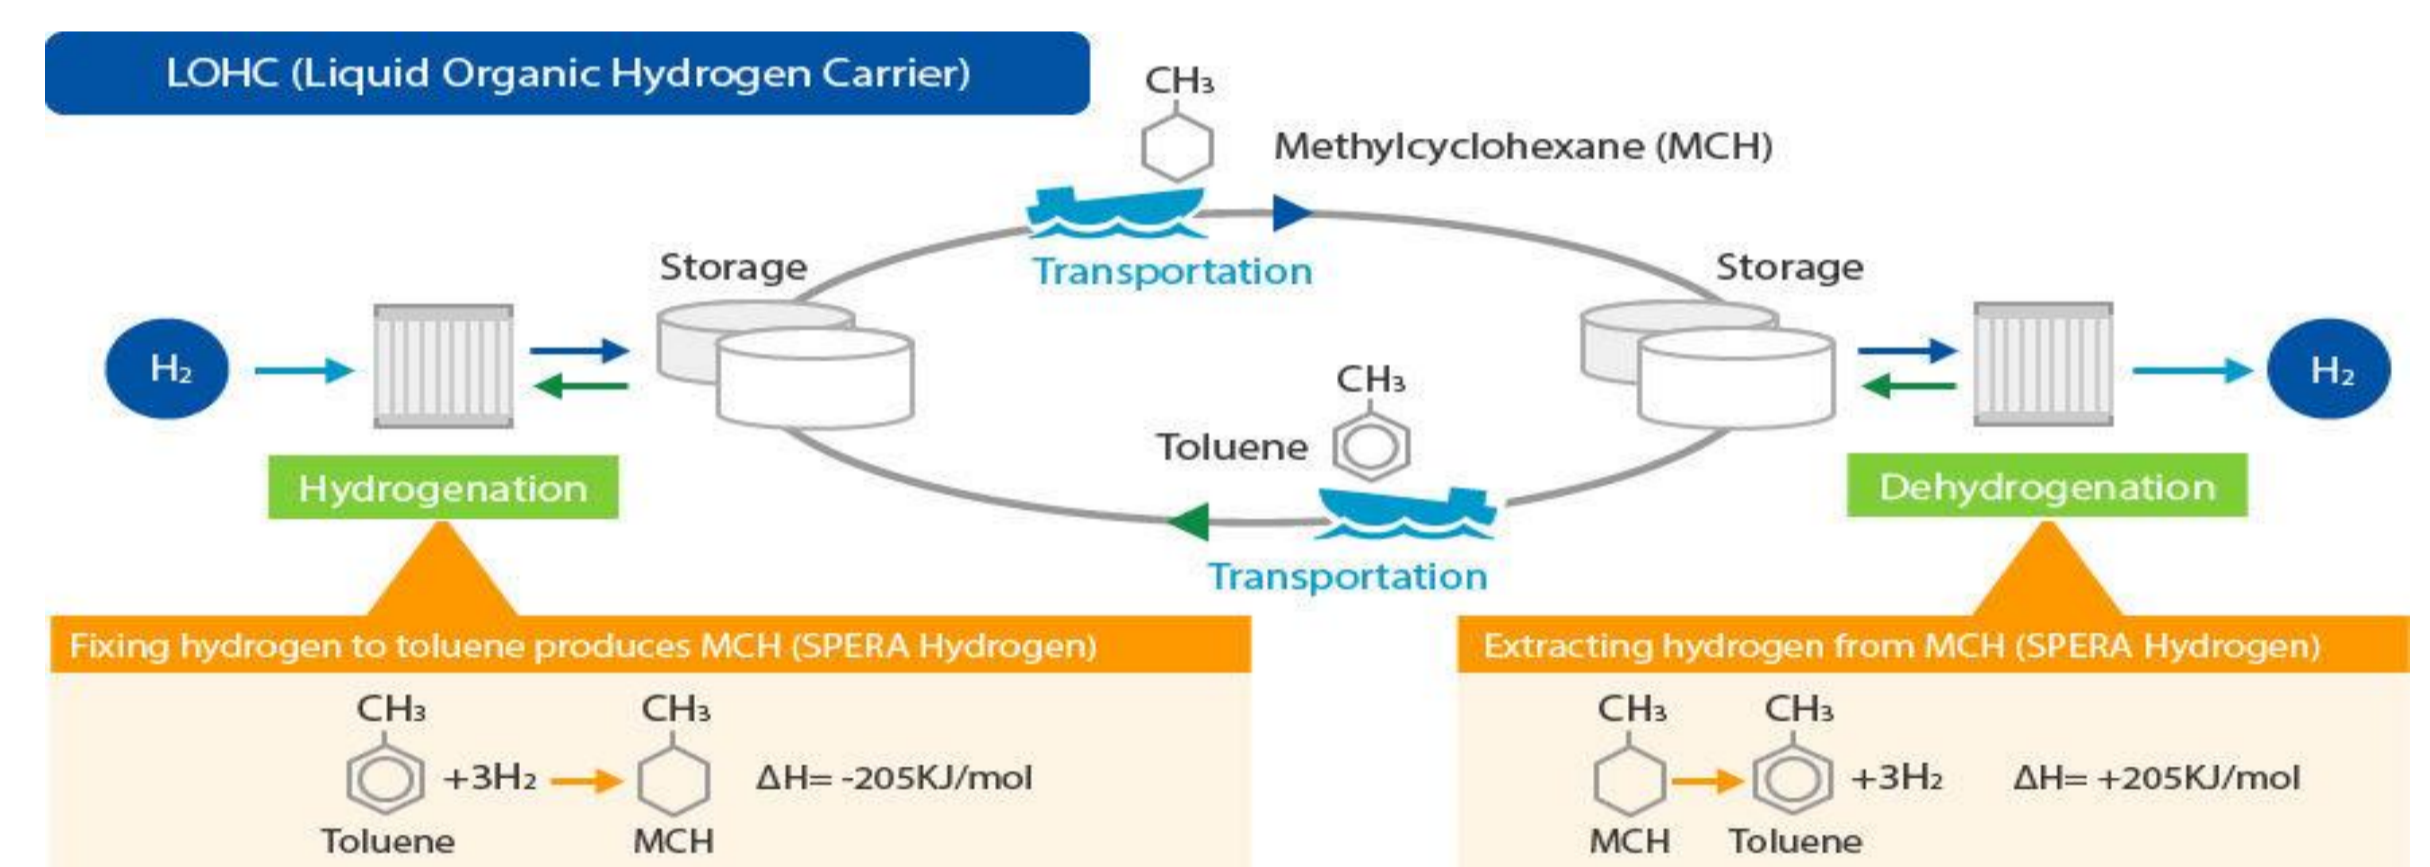 LOHC (Liquid Organic Hydrogen Carrier)
CH₃
Methylcyclohexane (MCH)
Transportation
Storage
Storage
H₂
H₂
CH₃
Toluene
Transportation
Hydrogenation
Dehydrogenation
Fixing hydrogen to toluene produces MCH (SPERA Hydrogen)
CH₃ CH₃
+3H₂ ΔH= -205KJ/mol
Toluene MCH
Extracting hydrogen from MCH (SPERA Hydrogen)
CH₃ CH₃
+3H₂ ΔH= +205KJ/mol
MCH Toluene